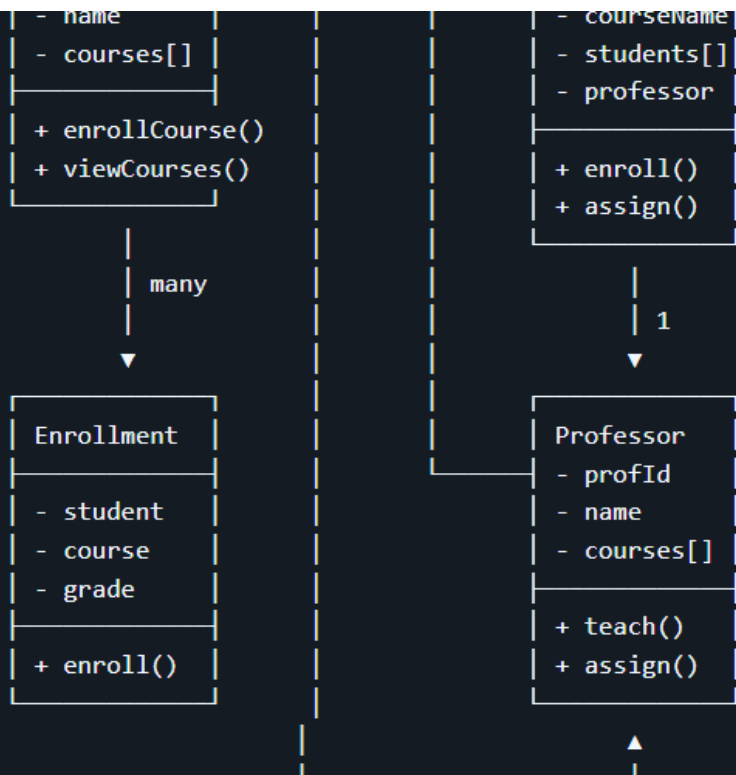 - name
- courses[]
+ enrollCourse()
+ viewCourses()
many
Enrollment
- student
- course
- grade
+ enroll()
- courseName
- students[]
- professor
+ enroll()
+ assign()
1
Professor
- profId
- name
- courses[]
+ teach()
+ assign()